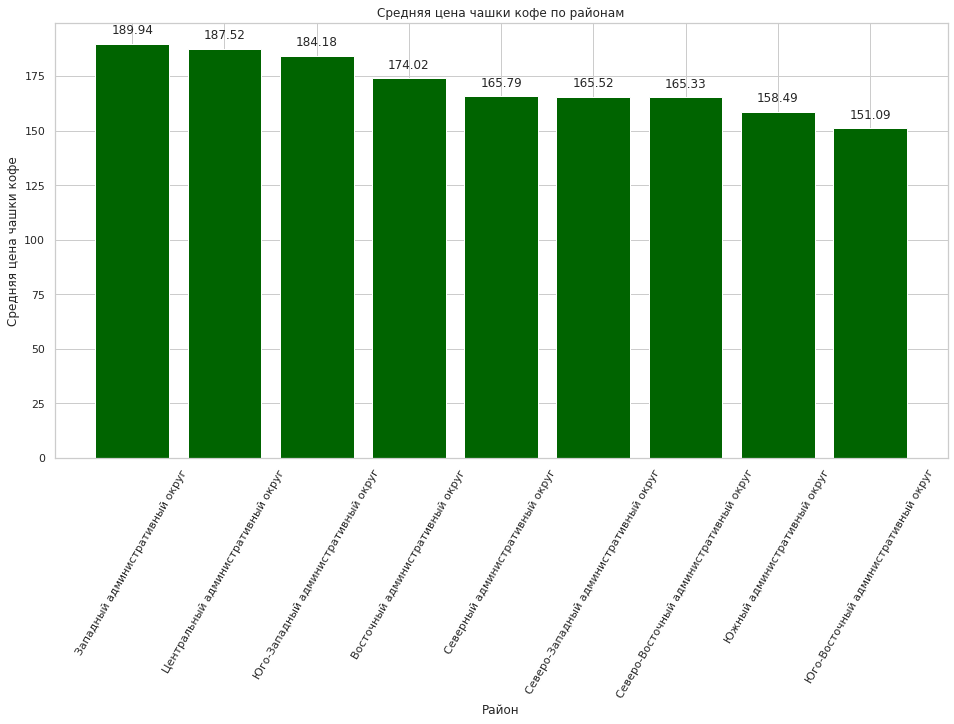 Средняя цена чашки кофе по районам
189.94
187.52
184.18
174.02
165.79
165.52
165.33
158.49
151.09
Средняя цена чашки кофе
175
150
125
100
75
50
25
0
Западный административный округ
Центральный административный округ
Юго-Западный административный округ
Восточный административный округ
Северный административный округ
Северо-Западный административный округ
Северо-Восточный административный округ
Южный административный округ
Юго-Восточный административный округ
Район